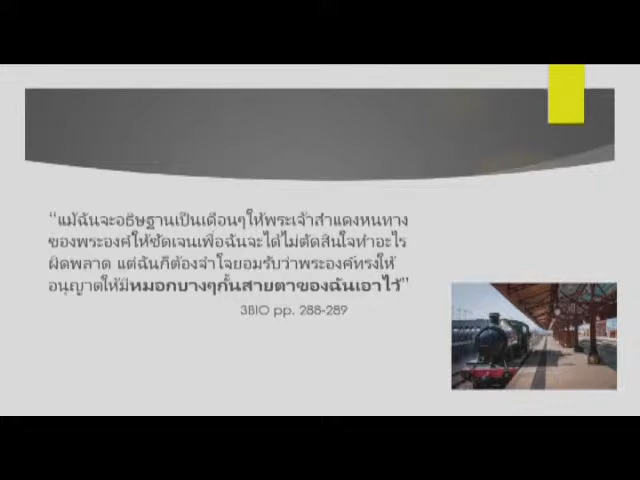 “แม้ฉันจะอธิษฐานเป็นเดือนๆให้พระเจ้าสำแดงหนทาง
ของพระองค์ให้ชัดเจนเพื่อฉันจะได้ไม่ตัดสินใจทำอะไร
ผิดพลาด แต่ฉันก็ต้องจำใจยอมรับว่าพระองค์ทรงให้
อนุญาตให้มีหมอกบางๆกั้นสายตาของฉันเอาไว้”
3BIO pp. 288-289